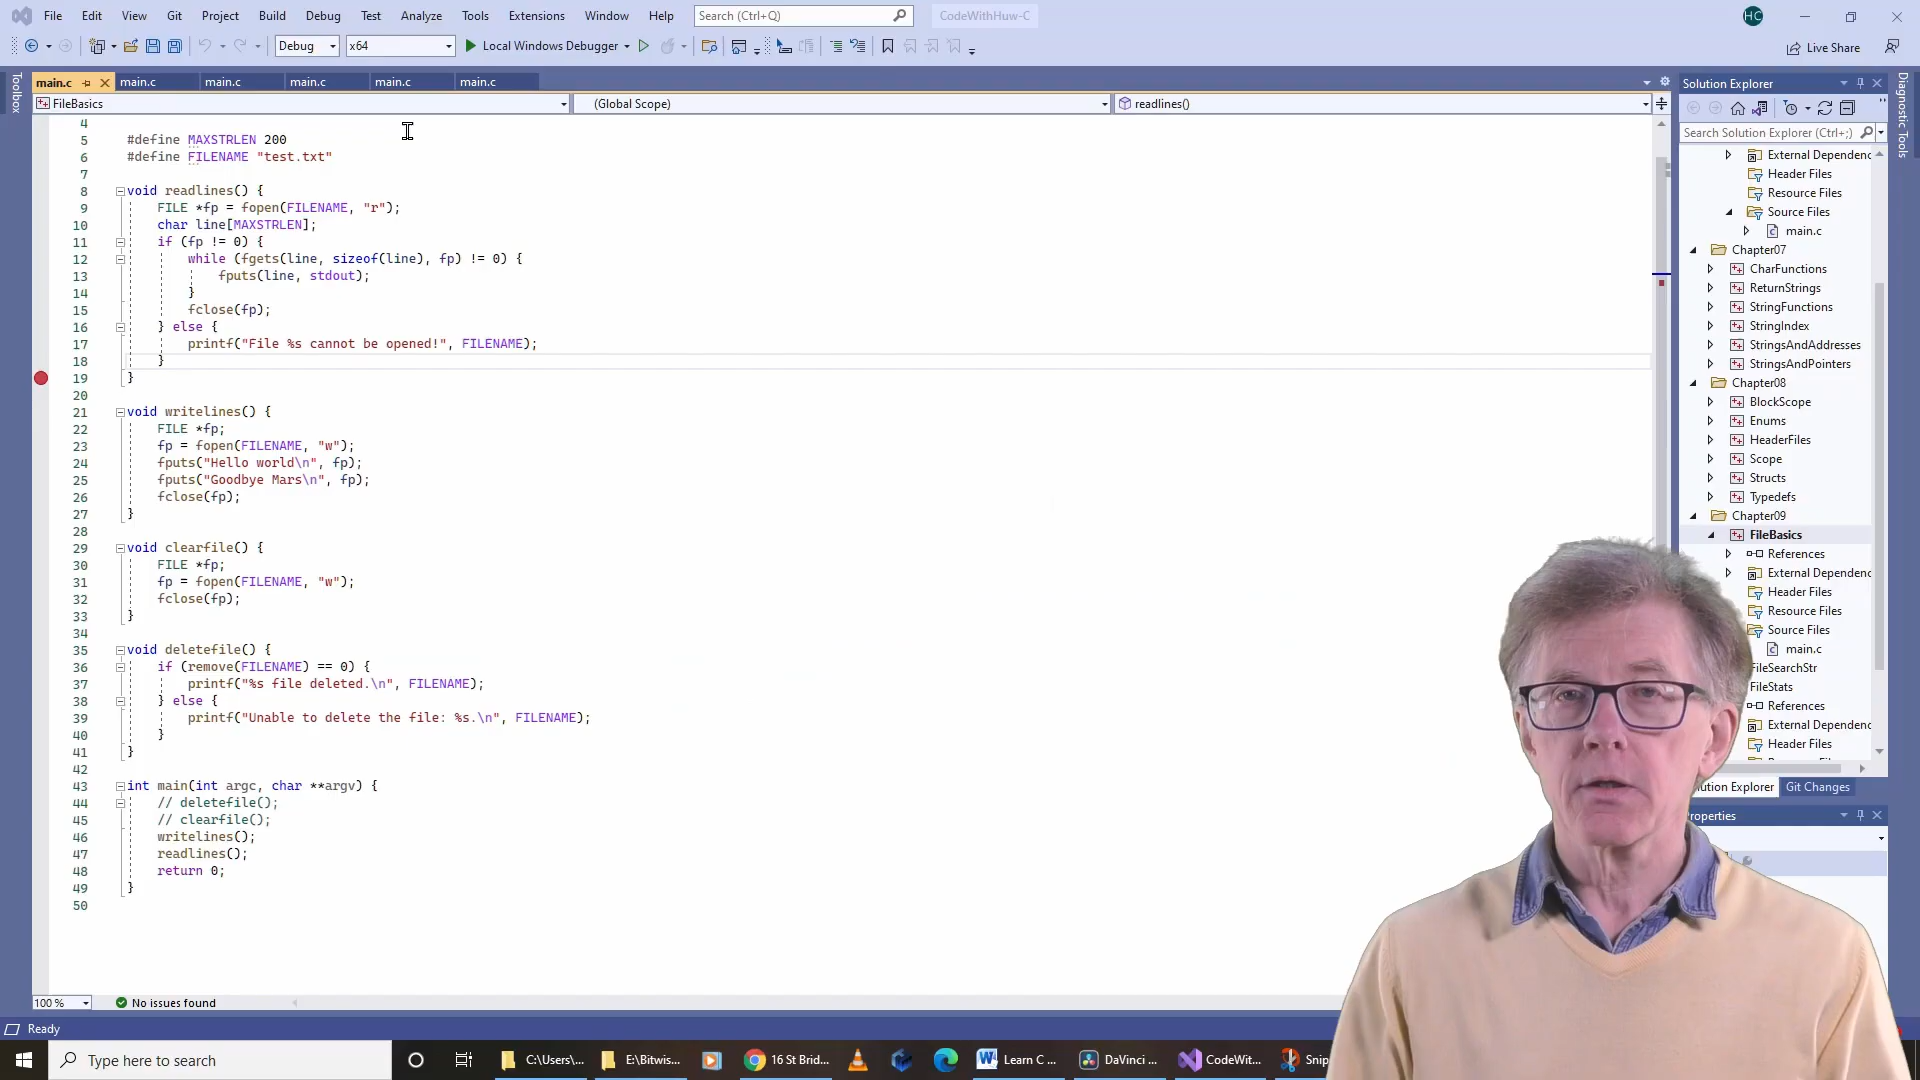 File Edit View Git Project Build Debug Test Analyze Tools Extensions Window Help Search (Ctrl+Q) CodeWithHuw-C HC
Debug x64 Local Windows Debugger Live Share
Toolbox
main.c main.c main.c main.c main.c main.c
FileBasics (Global Scope) readlines()
4
5 #define MAXSTRLEN 200
6 #define FILENAME "test.txt"
7
8 void readlines() {
9 FILE *fp = fopen(FILENAME, "r");
10 char line[MAXSTRLEN];
11 if (fp != 0) {
12 while (fgets(line, sizeof(line), fp) != 0) {
13 fputs(line, stdout);
14 }
15 fclose(fp);
16 } else {
17 printf("File %s cannot be opened!", FILENAME);
18 }
19 }
20
21 void writelines() {
22 FILE *fp;
23 fp = fopen(FILENAME, "w");
24 fputs("Hello world\n", fp);
25 fputs("Goodbye Mars\n", fp);
26 fclose(fp);
27 }
28
29 void clearfile() {
30 FILE *fp;
31 fp = fopen(FILENAME, "w");
32 fclose(fp);
33 }
34
35 void deletefile() {
36 if (remove(FILENAME) == 0) {
37 printf("%s file deleted.\n", FILENAME);
38 } else {
39 printf("Unable to delete the file: %s.\n", FILENAME);
40 }
41 }
42
43 int main(int argc, char **argv) {
44 // deletefile();
45 // clearfile();
46 writelines();
47 readlines();
48 return 0;
49 }
50
100 % No issues found
Ready
Solution Explorer
Search Solution Explorer (Ctrl+;)
External Dependenc
Header Files
Resource Files
Source Files
main.c
Chapter07
CharFunctions
ReturnStrings
StringFunctions
StringIndex
StringsAndAddresses
StringsAndPointers
Chapter08
BlockScope
Enums
HeaderFiles
Scope
Structs
Typedefs
Chapter09
FileBasics
References
External Dependenc
Header Files
Resource Files
Source Files
main.c
FileSearchStr
FileStats
References
External Dependenc
Header Files
lution Explorer Git Changes
Properties
Diagnostic Tools
Type here to search C:\Users\... E:\Bitwis... 16 St Brid... Learn C ... DaVinci ... CodeWit... Snip